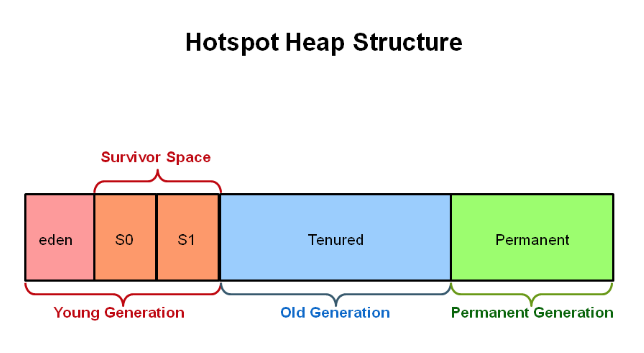 Hotspot Heap Structure
Survivor Space
eden S0 S1 Tenured Permanent
Young Generation Old Generation Permanent Generation